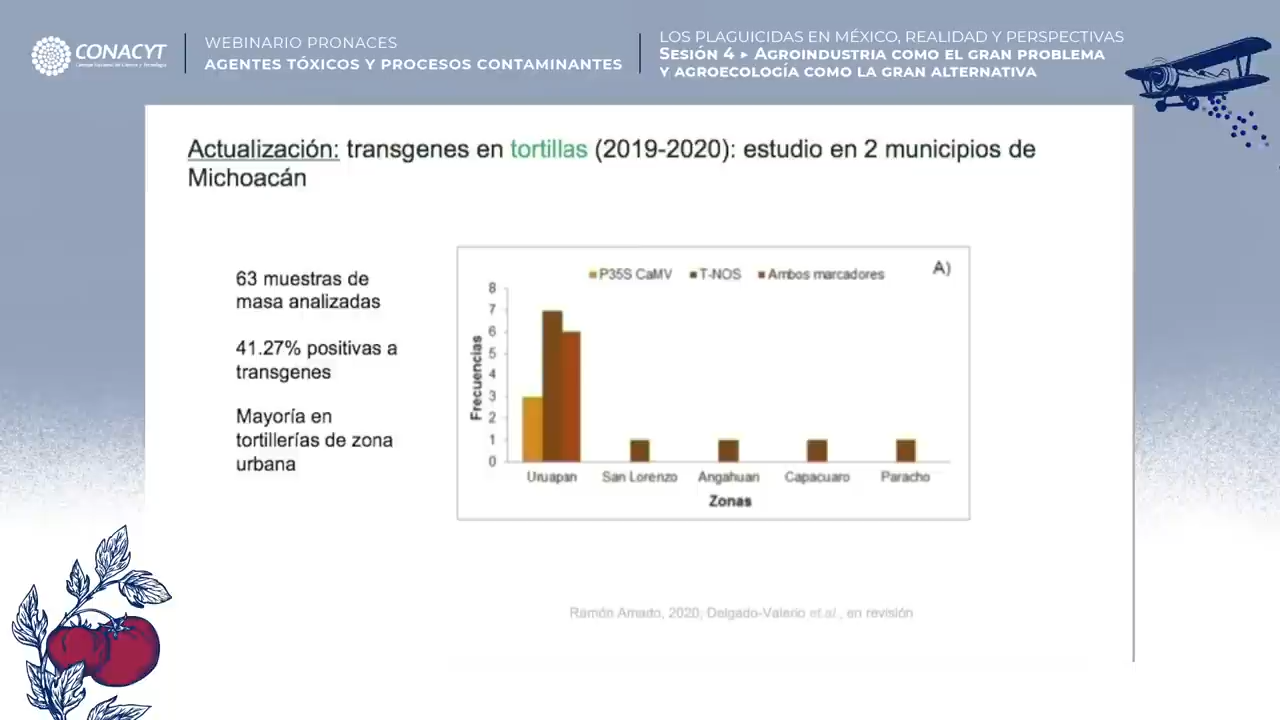 CONACYT
Consejo Nacional de Ciencia y Tecnología
WEBINARIO PRONACES
AGENTES TÓXICOS Y PROCESOS CONTAMINANTES
LOS PLAGUICIDAS EN MÉXICO, REALIDAD Y PERSPECTIVAS
SESIÓN 4 ▸ AGROINDUSTRIA COMO EL GRAN PROBLEMA
Y AGROECOLOGÍA COMO LA GRAN ALTERNATIVA
Actualización: transgenes en tortillas (2019-2020): estudio en 2 municipios de
Michoacán
63 muestras de
masa analizadas
41.27% positivas a
transgenes
Mayoría en
tortillerías de zona
urbana
P35S CaMV T-NOS Ambos marcadores
A)
Frecuencias
8
7
6
5
4
3
2
1
0
Uruapan San Lorenzo Angahuan Capacuaro Paracho
Zonas
Ramón Amado, 2020; Delgado-Valerio et al., en revisión